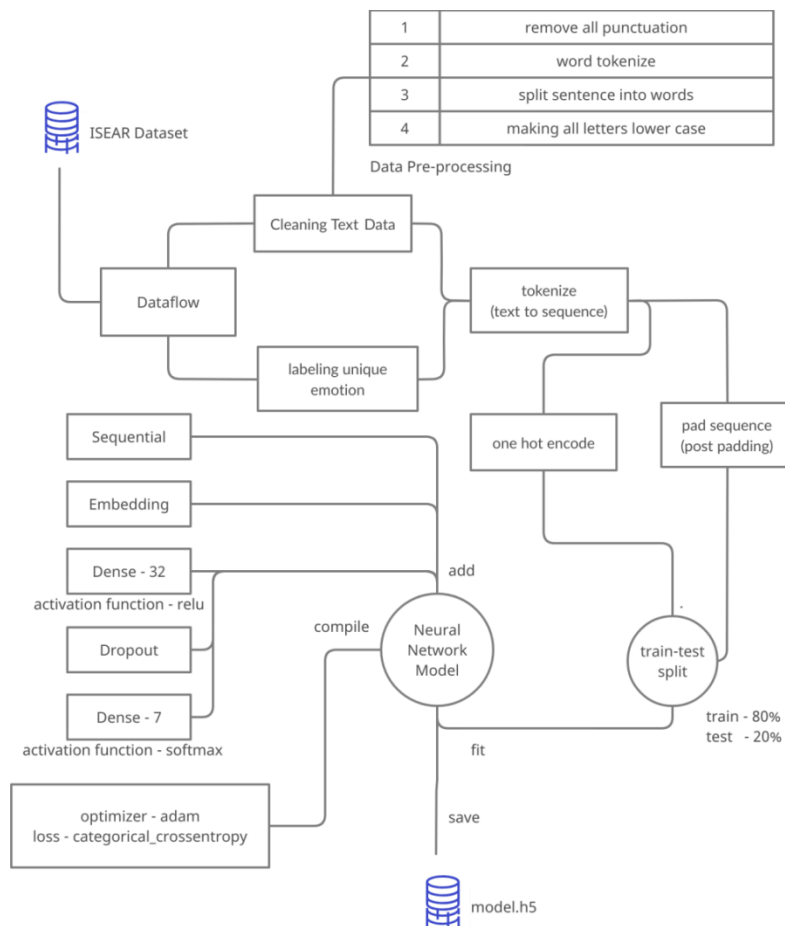 1 remove all punctuation
2 word tokenize
3 split sentence into words
4 making all letters lower case
Data Pre-processing
ISEAR Dataset
Cleaning Text Data
Dataflow
tokenize
(text to sequence)
labeling unique
emotion
one hot encode
pad sequence
(post padding)
Sequential
Embedding
Dense - 32
activation function - relu
Dropout
Dense - 7
activation function - softmax
add
compile
Neural
Network
Model
train-test
split
train - 80%
test - 20%
fit
optimizer - adam
loss - categorical_crossentropy
save
model.h5